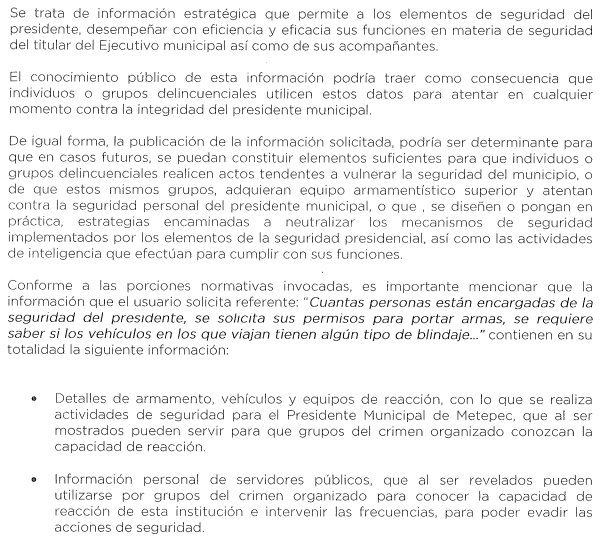 Se trata de información estratégica que permite a los elementos de seguridad del
presidente, desempeñar con eficiencia y eficacia sus funciones en materia de seguridad
del titular del Ejecutivo municipal así como de sus acompañantes.
El conocimiento público de esta información podría traer como consecuencia que
individuos o grupos delincuenciales utilicen estos datos para atentar en cualquier
momento contra la integridad del presidente municipal.
De igual forma, la publicación de la información solicitada, podría ser determinante para
que en casos futuros, se puedan constituir elementos suficientes para que individuos o
grupos delincuenciales realicen actos tendentes a vulnerar la seguridad del municipio, o
de que estos mismos grupos, adquieran equipo armamentístico superior y atentan
contra la seguridad personal del presidente municipal, o que , se diseñen o pongan en
práctica, estrategias encaminadas a neutralizar los mecanismos de seguridad
implementados por los elementos de la seguridad presidencial, así como las actividades
de inteligencia que efectúan para cumplir con sus funciones.
Conforme a las porciones normativas invocadas, es importante mencionar que la
información que el usuario solicita referente: "Cuantas personas están encargadas de la
seguridad del presidente, se solicita sus permisos para portar armas, se requiere
saber si los vehículos en los que viajan tienen algún tipo de blindaje..." contienen en su
totalidad la siguiente información:
• Detalles de armamento, vehículos y equipos de reacción, con lo que se realiza
actividades de seguridad para el Presidente Municipal de Metepec, que al ser
mostrados pueden servir para que grupos del crimen organizado conozcan la
capacidad de reacción.
• Información personal de servidores públicos, que al ser revelados pueden
utilizarse por grupos del crimen organizado para conocer la capacidad de
reacción de esta institución e intervenir las frecuencias, para poder evadir las
acciones de seguridad.